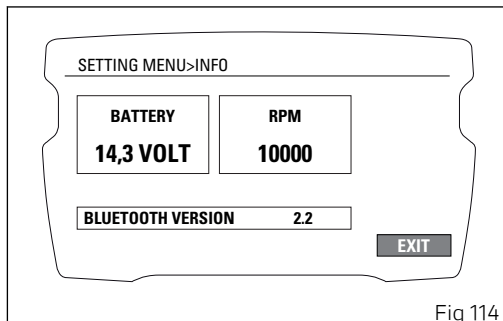 SETTING MENU>INFO
BATTERY
14,3 VOLT
RPM
10000
BLUETOOTH VERSION 2.2
EXIT
Fig 114